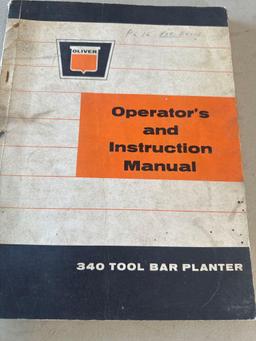 OLIVER
Operator's
and
Instruction
Manual
340 TOOL BAR PLANTER